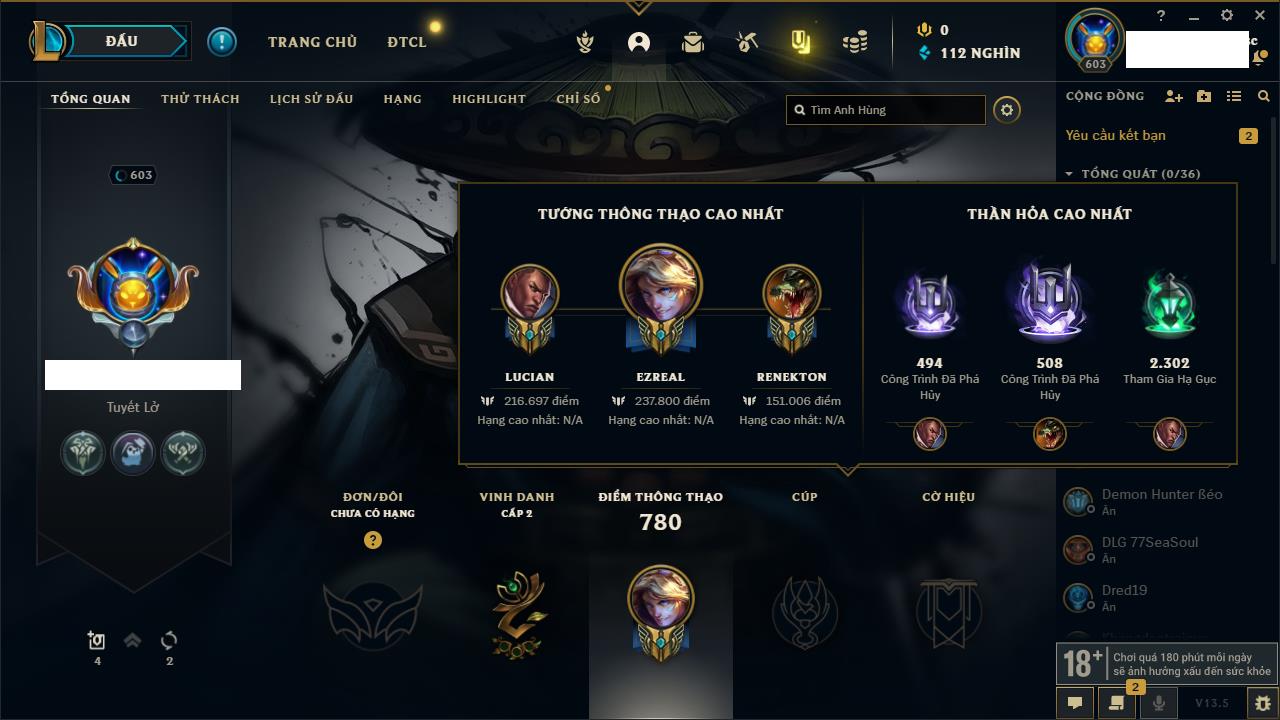 ĐẤU
TRANG CHỦ
ĐTCL
0
112 NGHÌN
603
TỔNG QUAN
THỬ THÁCH
LỊCH SỬ ĐẤU
HẠNG
HIGHLIGHT
CHỈ SỐ
Tìm Anh Hùng
CỘNG ĐỒNG
Yêu cầu kết bạn
2
TỔNG QUÁT (0/36)
603
Tuyết Lở
4
2
TƯỚNG THÔNG THẠO CAO NHẤT
LUCIAN
216.697 điểm
Hạng cao nhất: N/A
EZREAL
237.800 điểm
Hạng cao nhất: N/A
RENEKTON
151.006 điểm
Hạng cao nhất: N/A
THẦN HỎA CAO NHẤT
494
Công Trình Đã Phá
Hủy
508
Công Trình Đã Phá
Hủy
2.302
Tham Gia Hạ Gục
ĐƠN/ĐÔI
CHƯA CÓ HẠNG
?
VINH DANH
CẤP 2
ĐIỂM THÔNG THẠO
780
CÚP
CỜ HIỆU
Demon Hunter ßéo
Ẩn
DLG 77SeaSoul
Ẩn
Dred19
Ẩn
18+
Chơi quá 180 phút mỗi ngày
sẽ ảnh hưởng xấu đến sức khỏe
2
V13.5